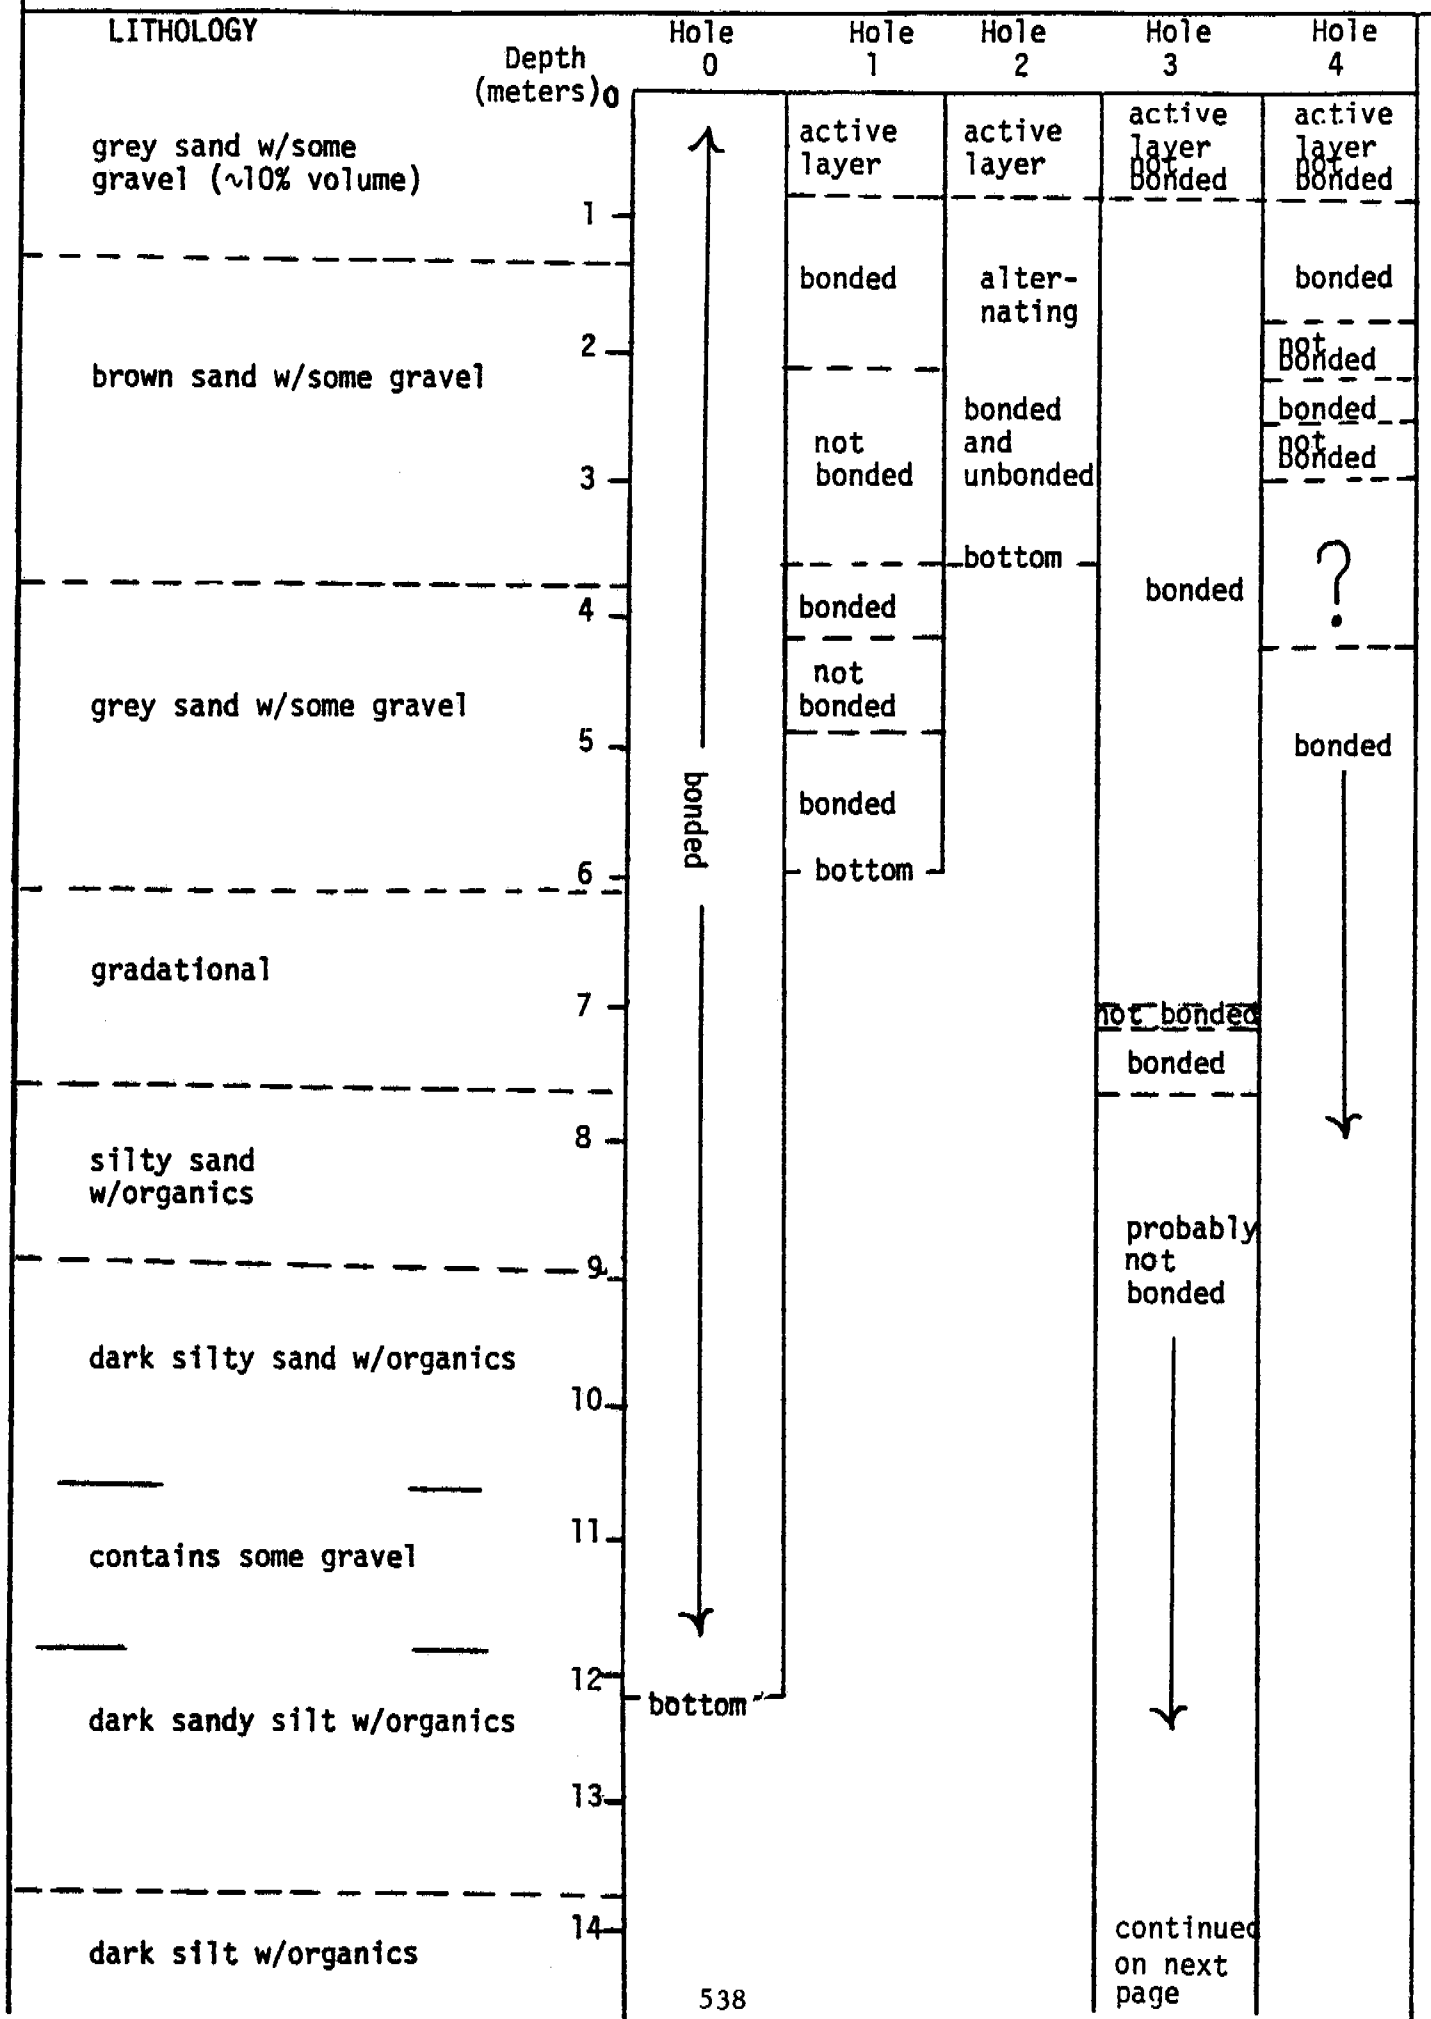 LITHOLOGY
Depth
(meters)
Hole
0
Hole
1
Hole
2
Hole
3
Hole
4
0
1
2
3
4
5
6
7
8
9
10
11
12
13
14
grey sand w/some
gravel (~10% volume)
brown sand w/some gravel
grey sand w/some gravel
gradational
silty sand
w/organics
dark silty sand w/organics
contains some gravel
dark sandy silt w/organics
dark silt w/organics
bonded
bottom
active
layer
bonded
not
bonded
bonded
not
bonded
bonded
bottom
active
layer
alter-
nating
bonded
and
unbonded
bottom
active
layer
not
bonded
bonded
not bonded
bonded
probably
not
bonded
continued
on next
page
active
layer
not
bonded
bonded
not
bonded
bonded
not
bonded
?
bonded
538